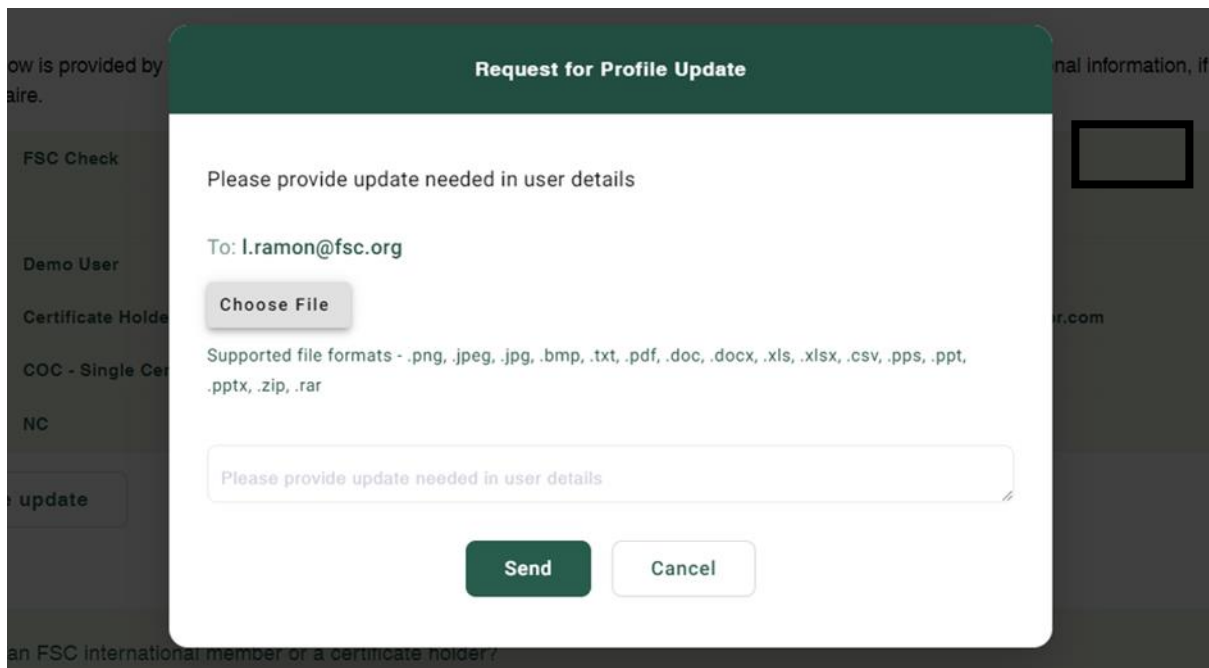 Request for Profile Update
ow is provided by
nal information, if
aire.
FSC Check
Please provide update needed in user details
To: l.ramon@fsc.org
Demo User
Choose File
Certificate Holde
r.com
Supported file formats - .png, .jpeg, .jpg, .bmp, .txt, .pdf, .doc, .docx, .xls, .xlsx, .csv, .pps, .ppt,
.pptx, .zip, .rar
COC - Single Cer
NC
Please provide update needed in user details
update
Send
Cancel
an FSC international member or a certificate holder?